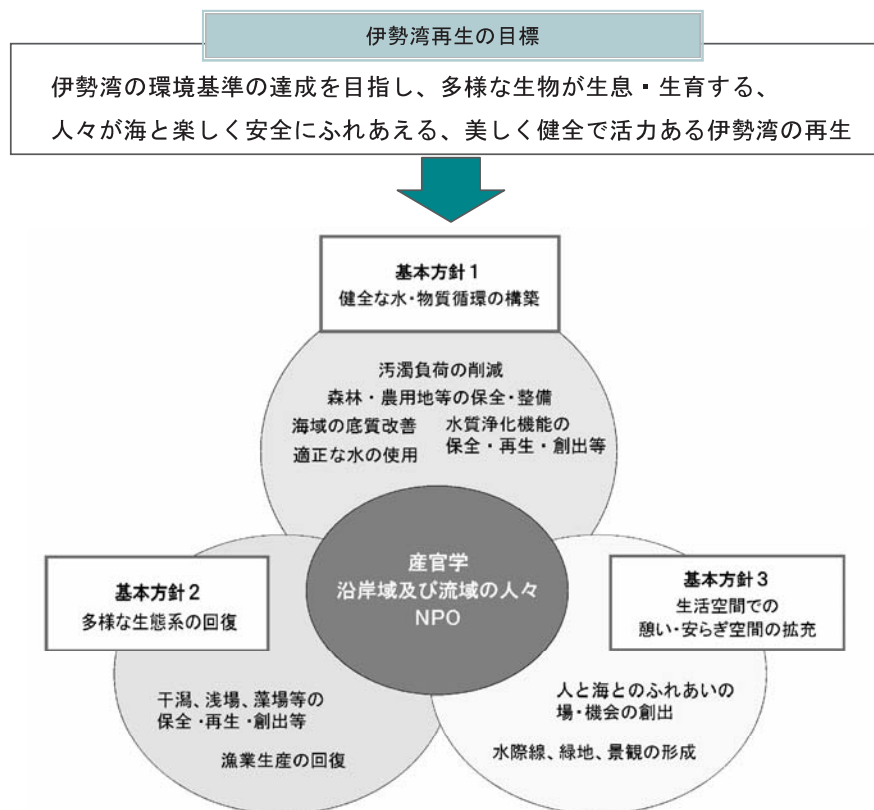 伊勢湾再生の目標
伊勢湾の環境基準の達成を目指し、多様な生物が生息・生育する、
人々が海と楽しく安全にふれあえる、美しく健全で活力ある伊勢湾の再生
基本方針1
健全な水・物質循環の構築
汚濁負荷の削減
森林・農用地等の保全・整備
海域の底質改善
適正な水の使用
水質浄化機能の
保全・再生・創出等
産官学
沿岸域及び流域の人々
NPO
基本方針2
多様な生態系の回復
干潟、浅場、藻場等の
保全・再生・創出等
漁業生産の回復
基本方針3
生活空間での
憩い・安らぎ空間の拡充
人と海とのふれあいの
場・機会の創出
水際線、緑地、景観の形成